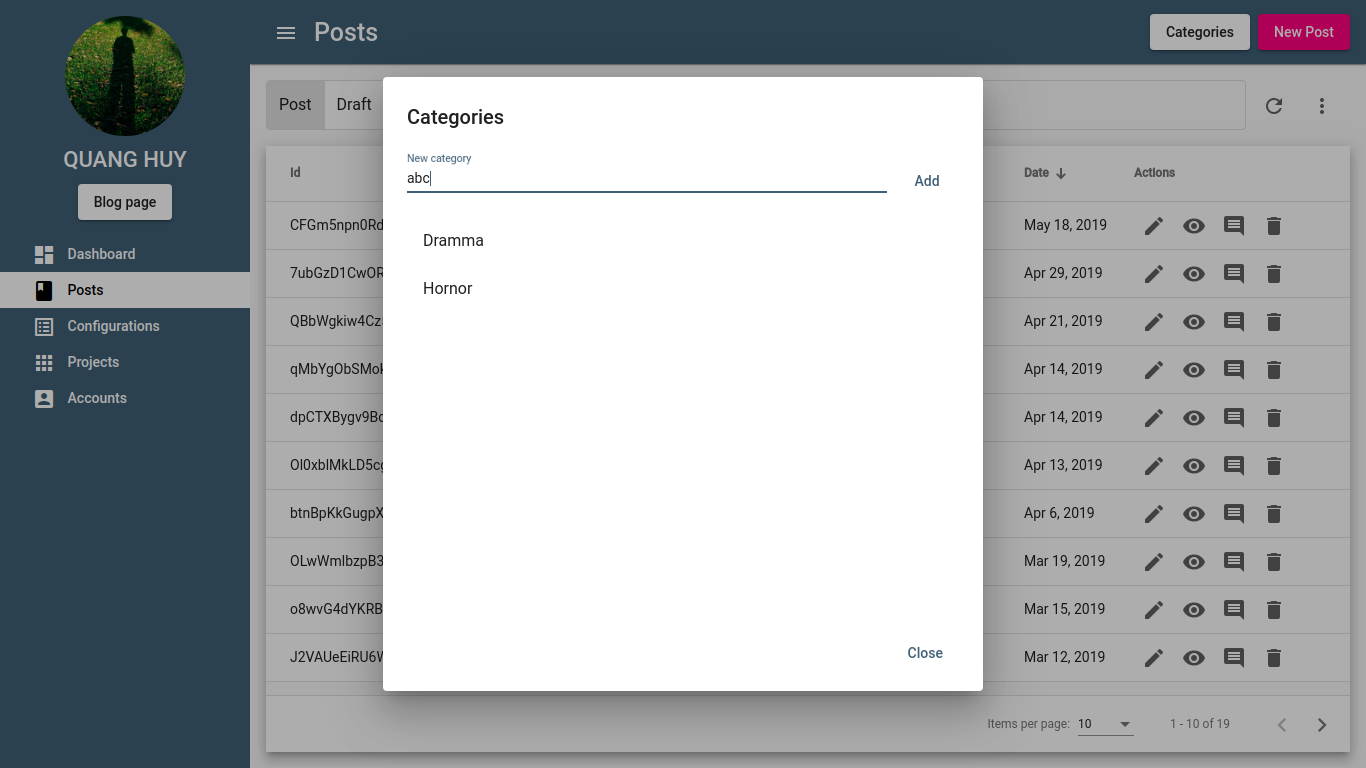 QUANG HUY
Blog page
Dashboard
Posts
Configurations
Projects
Accounts
Posts
Categories
New Post
Post
Draft
Categories
New category
abc
Add
Dramma
Hornor
Close
Id
Date
Actions
CFGm5npn0Rd
May 18, 2019
7ubGzD1CwOR
Apr 29, 2019
QBbWgkiw4Cz
Apr 21, 2019
qMbYgObSMok
Apr 14, 2019
dpCTXBygv9Bc
Apr 14, 2019
Ol0xblMkLD5cg
Apr 13, 2019
btnBpKkGugpX
Apr 6, 2019
OLwWmlbzpB3
Mar 19, 2019
o8wvG4dYKRB
Mar 15, 2019
J2VAUeEiRU6W
Mar 12, 2019
Items per page:
10
1 - 10 of 19